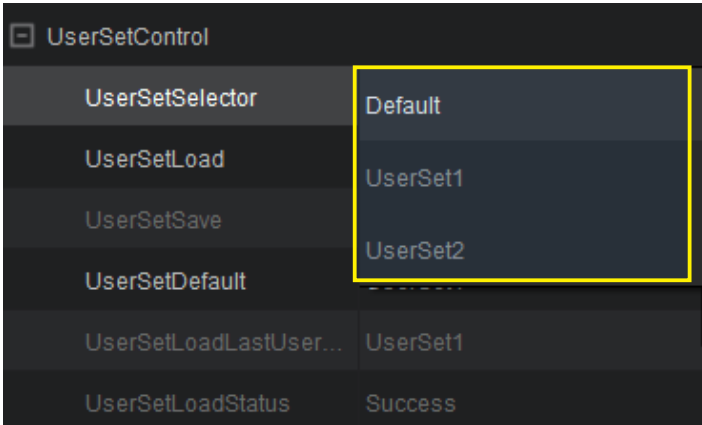 UserSetControl
UserSetSelector
Default
UserSetLoad
UserSet1
UserSetSave
UserSet2
UserSetDefault
UserSetLoadLastUser... UserSet1
UserSetLoadStatus Success